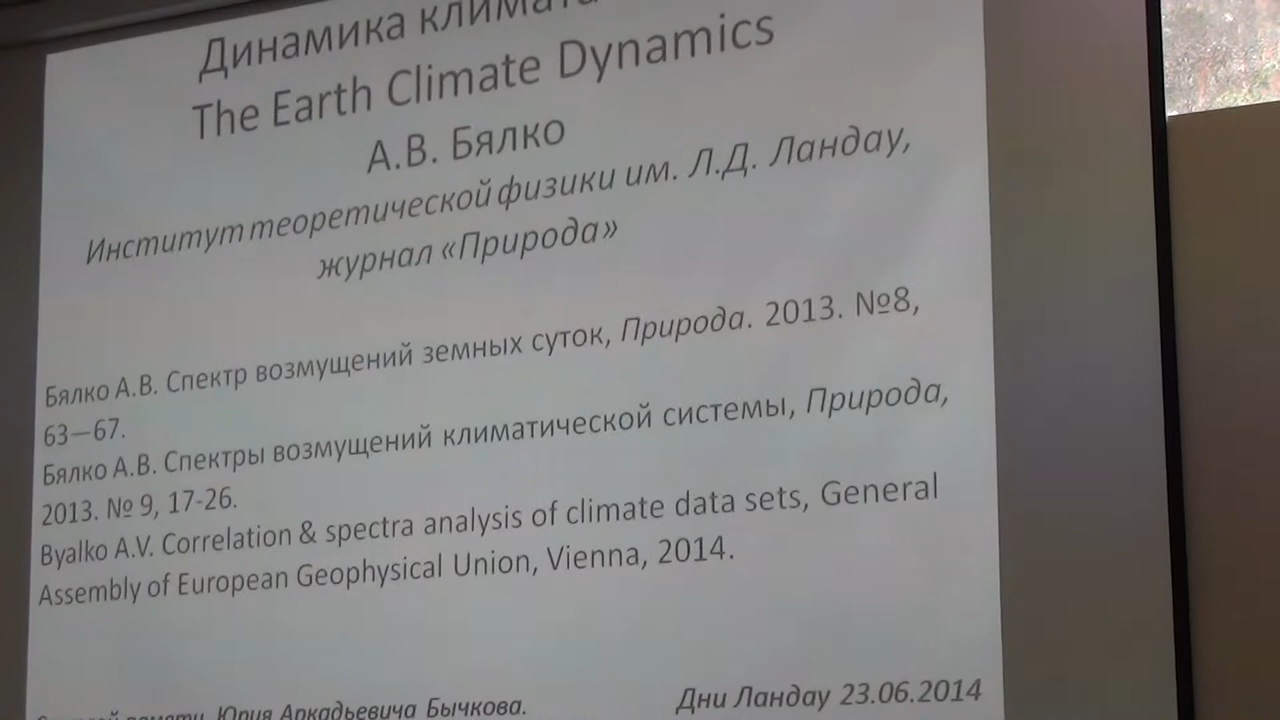 Динамика климата
The Earth Climate Dynamics
А.В. Бялко
Институт теоретической физики им. Л.Д. Ландау,
журнал «Природа»
Бялко А.В. Спектр возмущений земных суток, Природа. 2013. №8,
63—67.
Бялко А.В. Спектры возмущений климатической системы, Природа,
2013. № 9, 17-26.
Byalko A.V. Correlation & spectra analysis of climate data sets, General
Assembly of European Geophysical Union, Vienna, 2014.
памяти Юрия Аркадьевича Бычкова.
Дни Ландау 23.06.2014